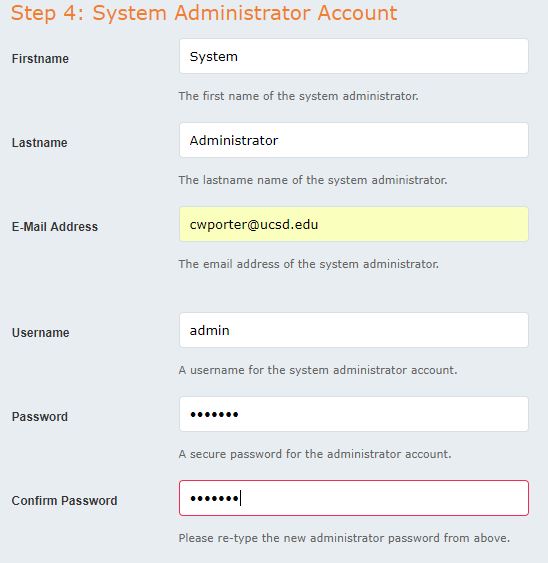 Step 4: System Administrator Account
Firstname
System
The first name of the system administrator.
Lastname
Administrator
The lastname name of the system administrator.
E-Mail Address
cwporter@ucsd.edu
The email address of the system administrator.
Username
admin
A username for the system administrator account.
Password
•••••••
A secure password for the administrator account.
Confirm Password
•••••••
Please re-type the new administrator password from above.